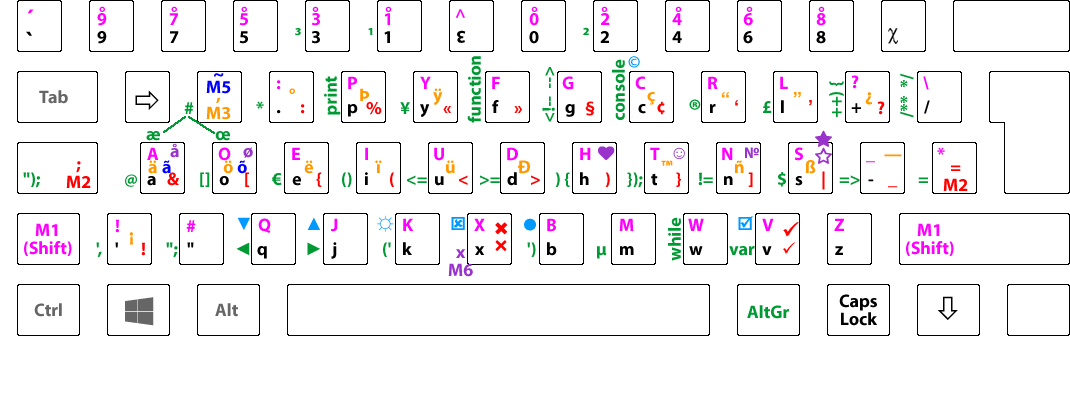 ´ 9̊ 7̊ 5̊ 3̊ 1̊ ^ 0̊ 2̊ 4̊ 6̊ 8̊
` 9 7 5 ³ 3 ¹ 1 ε 0 ² 2 4 6 8 χ
Tab ⇨ ~ M5 ´ M3 # * : ° . : print P Þ p % ¥ Y ÿ y « function F f » G g § console © C ç c ¢ ® R “ r ‘ £ L ” l ’ ++){ ? ¿ + ? /** */ \ /
æ œ
"); ; M2 @ A å ä ã a & [] O ø ö õ o [ € E ë e { () I ï i ( <= U ü u < >= D Ð d > ){ H ♥ h ) }); T ☺ ™ t } != N № ñ n ] $ S ★ ☆ ß s | => _ — - _ = * = M2
M1 (Shift) ', ! ¡ ' ! "; # " ▼ ◀ Q q ▲ ▶ J j ☼ (' K k ☒ X ✖ x ✕ ● ') B b µ M m while W w ☑ var V ✓ v ✓ Z z M1 (Shift)
x
M6
Ctrl Alt AltGr Caps Lock ⇩